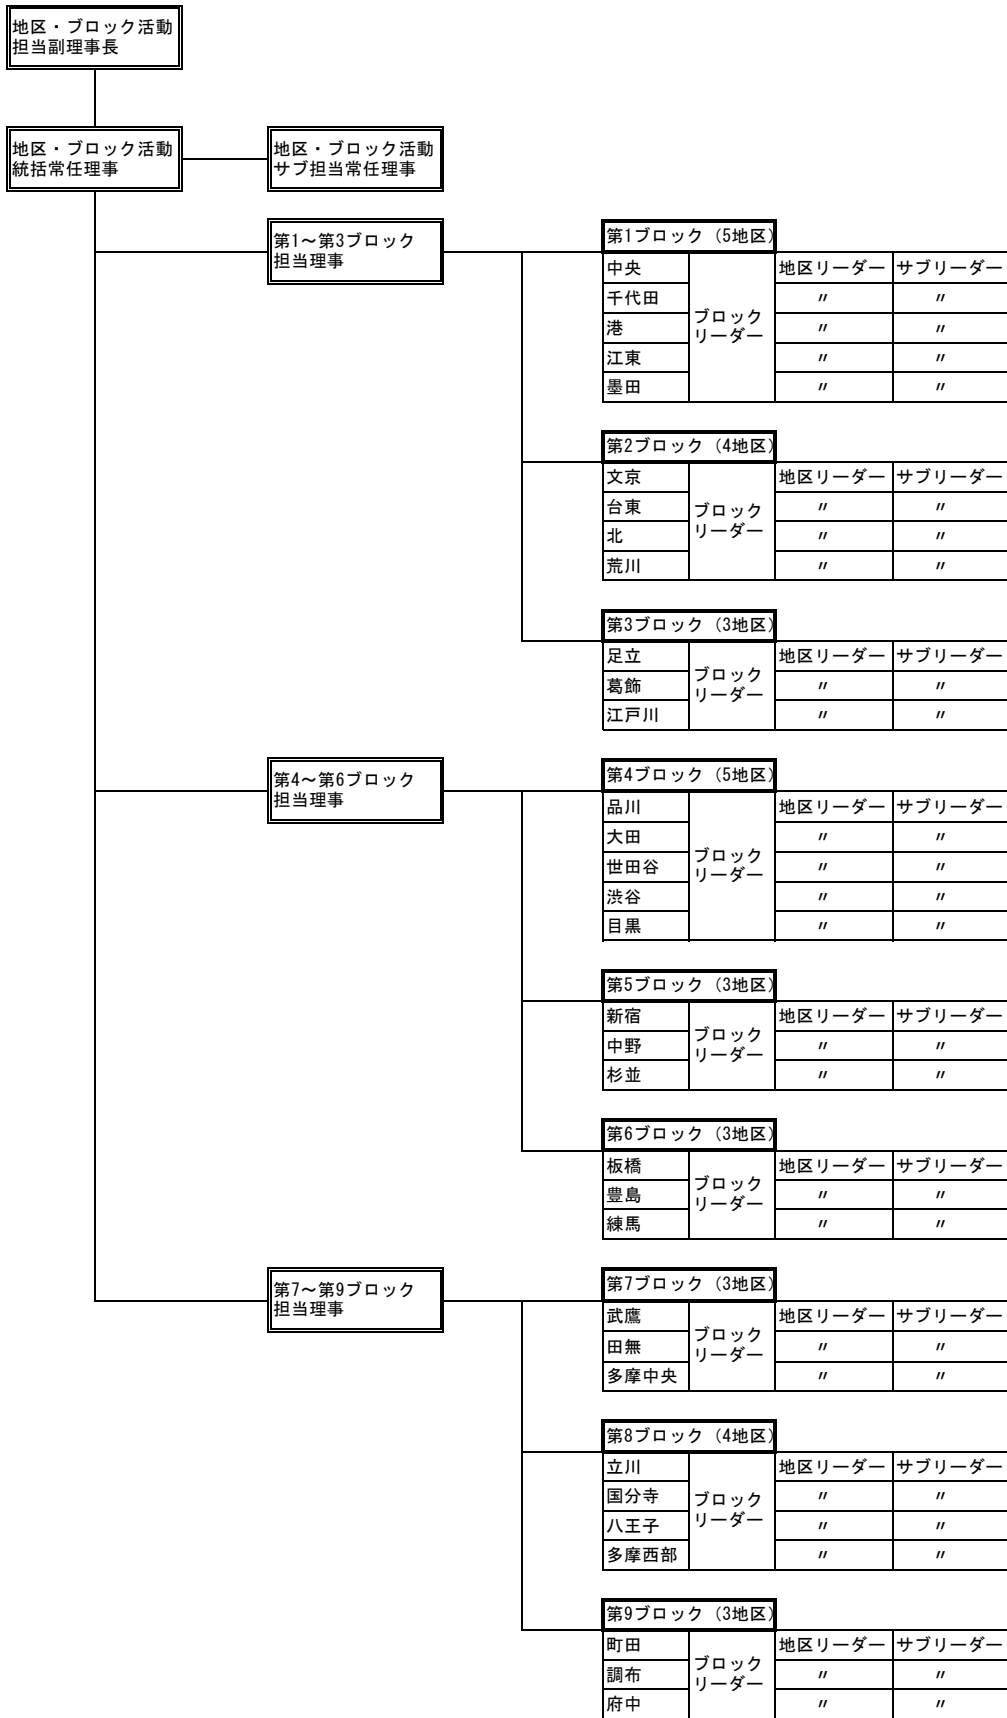 地区・ブロック活動
担当副理事長
地区・ブロック活動
統括常任理事
地区・ブロック活動
サブ担当常任理事
第1～第3ブロック
担当理事
第1ブロック（5地区）
中央 地区リーダー サブリーダー
千代田 〃 〃
ブロック
リーダー
港 〃 〃
江東 〃 〃
墨田 〃 〃
第2ブロック（4地区）
文京 地区リーダー サブリーダー
台東 〃 〃
ブロック
リーダー
北 〃 〃
荒川 〃 〃
第3ブロック（3地区）
足立 地区リーダー サブリーダー
ブロック
リーダー
葛飾 〃 〃
江戸川 〃 〃
第4～第6ブロック
担当理事
第4ブロック（5地区）
品川 地区リーダー サブリーダー
大田 〃 〃
ブロック
リーダー
世田谷 〃 〃
渋谷 〃 〃
目黒 〃 〃
第5ブロック（3地区）
新宿 地区リーダー サブリーダー
ブロック
リーダー
中野 〃 〃
杉並 〃 〃
第6ブロック（3地区）
板橋 地区リーダー サブリーダー
ブロック
リーダー
豊島 〃 〃
練馬 〃 〃
第7～第9ブロック
担当理事
第7ブロック（3地区）
武鷹 地区リーダー サブリーダー
ブロック
リーダー
田無 〃 〃
多摩中央 〃 〃
第8ブロック（4地区）
立川 地区リーダー サブリーダー
国分寺 〃 〃
ブロック
リーダー
八王子 〃 〃
多摩西部 〃 〃
第9ブロック（3地区）
町田 地区リーダー サブリーダー
ブロック
リーダー
調布 〃 〃
府中 〃 〃